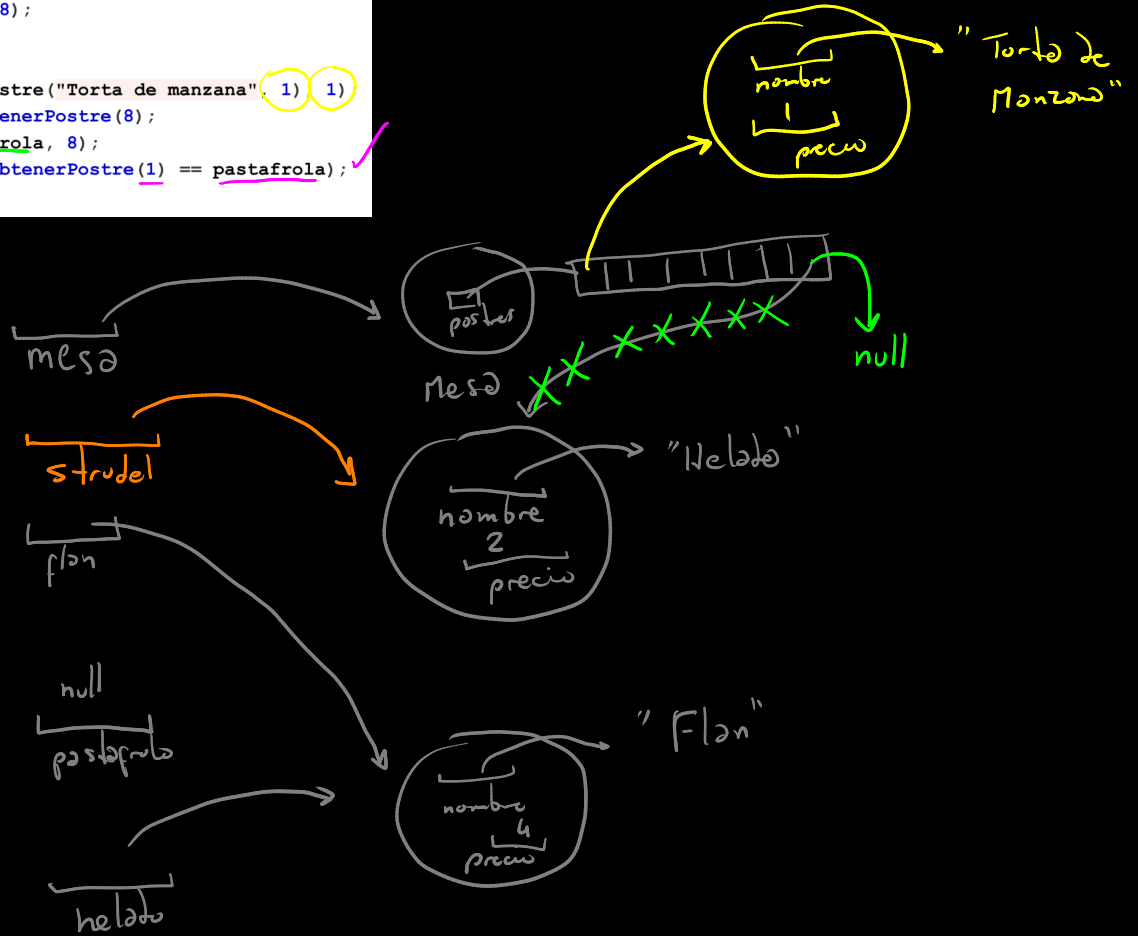 8);
stre("Torta de manzana", 1) 1)
enerPostre(8);
rola, 8);
btenerPostre(1) == pastafrola);
nombre
1
precio
"Torta de
Manzana"
mesa
postres
Mesa
null
strudel
nombre
2
precio
"Helado"
flan
null
pastafrola
nombre
4
precio
"Flan"
helado